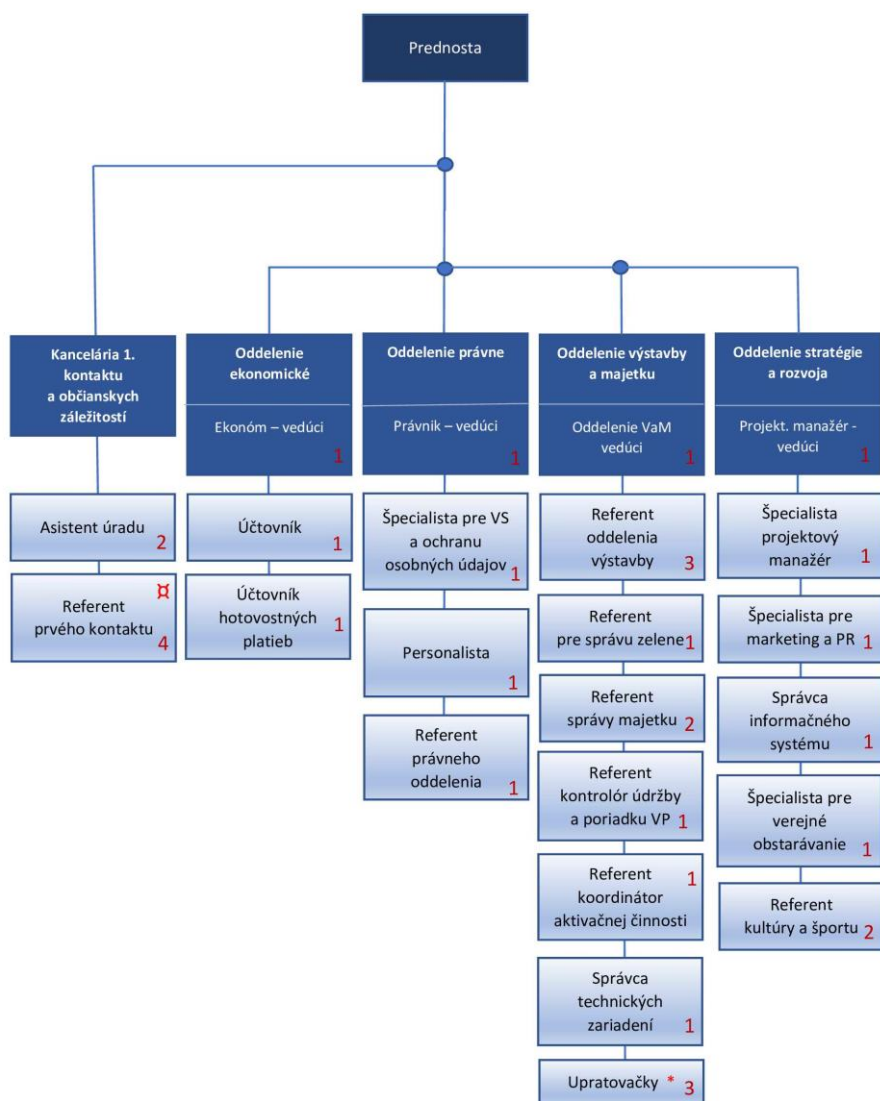 Prednosta
Kancelária 1.
kontaktu
a občianskych
záležitostí
Asistent úradu
2
¤
Referent
prvého kontaktu
4
Oddelenie
ekonomické
Ekonóm – vedúci
1
Účtovník
1
Účtovník
hotovostných
platieb
1
Oddelenie právne
Právnik – vedúci
1
Špecialista pre VS
a ochranu
osobných údajov
1
Personalista
1
Referent
právneho
oddelenia
1
Oddelenie výstavby
a majetku
Oddelenie VaM
vedúci
1
Referent
oddelenia
výstavby
3
Referent
pre správu zelene
1
Referent
správy majetku
2
Referent
kontrolór údržby
a poriadku VP
1
Referent
koordinátor
aktivačnej činnosti
1
Správca
technických
zariadení
1
Upratovačky * 3
Oddelenie stratégie
a rozvoja
Projekt. manažér -
vedúci
1
Špecialista
projektový
manažér
1
Špecialista pre
marketing a PR
1
Správca
informačného
systému
1
Špecialista pre
verejné
obstarávanie
1
Referent
kultúry a športu
2